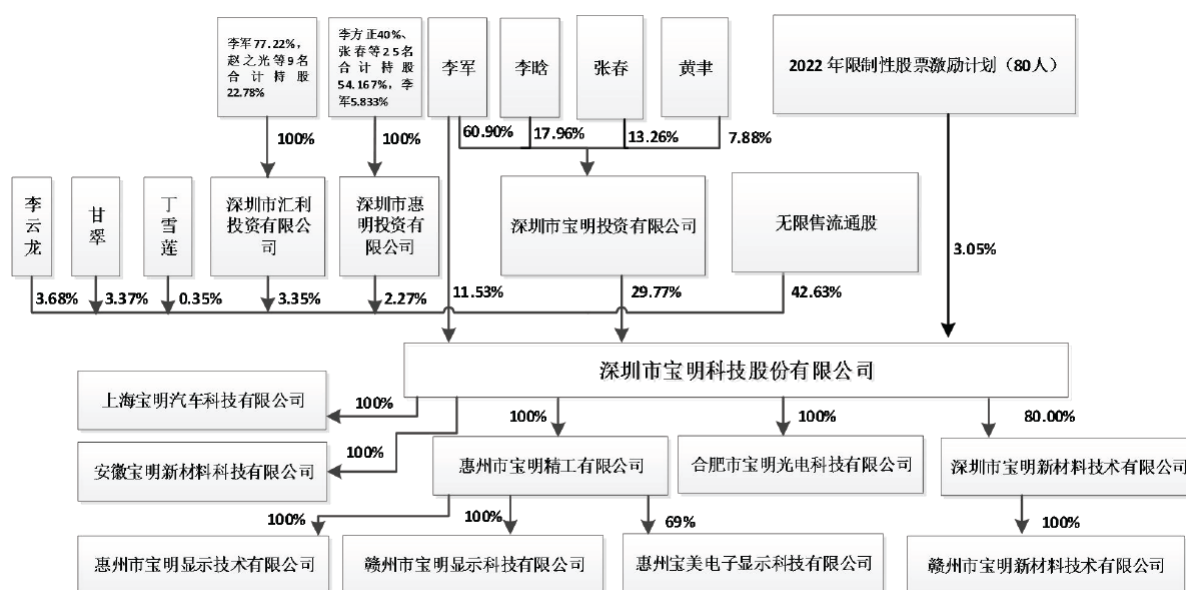 李军77.22%,
赵之光等9名
合计持股
22.78%
李方正40%、
张春等25名
合计持股
54.167%,李
军5.833%
李军
李晗
张春
黄聿
2022年限制性股票激励计划(80人)
100%
100%
60.90%
17.96%
13.26%
7.88%
李云龙
甘翠
丁雪莲
深圳市汇利
投资有限公
司
深圳市惠
明投资有
限公司
深圳市宝明投资有限公司
无限售流通股
3.05%
3.68%
3.37%
0.35%
3.35%
2.27%
11.53%
29.77%
42.63%
深圳市宝明科技股份有限公司
上海宝明汽车科技有限公司
100%
100%
100%
80.00%
安徽宝明新材料科技有限公司
100%
惠州市宝明精工有限公司
合肥市宝明光电科技有限公司
深圳市宝明新材料技术有限公司
100%
100%
69%
100%
惠州市宝明显示技术有限公司
赣州市宝明显示科技有限公司
惠州宝美电子显示科技有限公司
赣州市宝明新材料技术有限公司